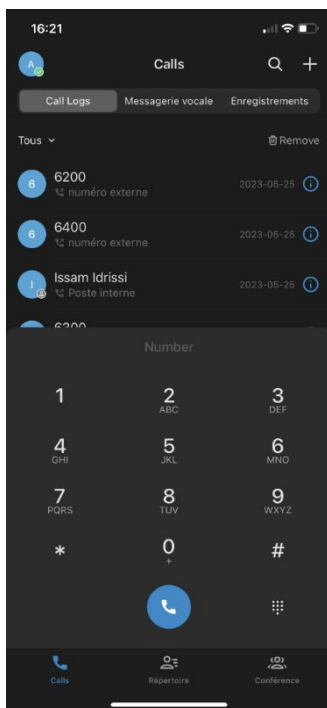 16:21
A
Calls
Call Logs
Messagerie vocale
Enregistrements
Tous
Remove
6
6200
numéro externe
2023-05-25
6
6400
numéro externe
2023-05-25
I
Issam Idrissi
Poste interne
2023-05-25
6300
Number
1
2
ABC
3
DEF
4
GHI
5
JKL
6
MNO
7
PQRS
8
TUV
9
WXYZ
*
0
+
#
Calls
Répertoire
Conférence